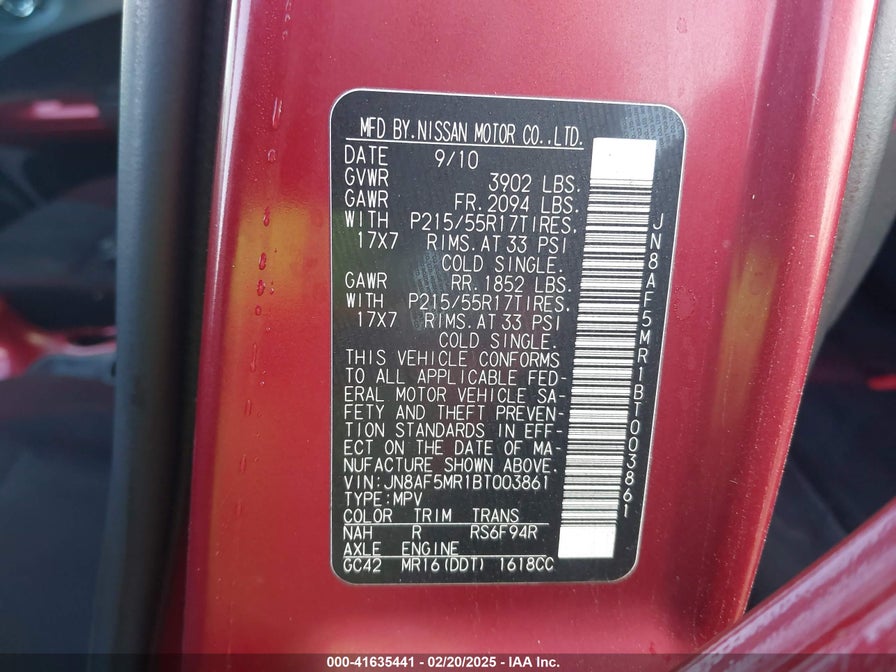 MFD BY.NISSAN MOTOR CO.,LTD.
DATE 9/10
GVWR 3902 LBS.
GAWR FR.2094 LBS.
WITH P215/55R17TIRES.
17X7 RIMS.AT 33 PSI
COLD SINGLE.
GAWR RR.1852 LBS.
WITH P215/55R17TIRES.
17X7 RIMS.AT 33 PSI
COLD SINGLE.
THIS VEHICLE CONFORMS
TO ALL APPLICABLE FED-
ERAL MOTOR VEHICLE SA-
FETY AND THEFT PREVEN-
TION STANDARDS IN EFF-
ECT ON THE DATE OF MA-
NUFACTURE SHOWN ABOVE.
VIN:JN8AF5MR1BT003861
TYPE:MPV
COLOR TRIM TRANS
NAH R RS6F94R
AXLE ENGINE
GC42 MR16(DDT) 1618CC
JN8AF5MR1BT003861
000-41635441 — 02/20/2025 — IAA Inc.